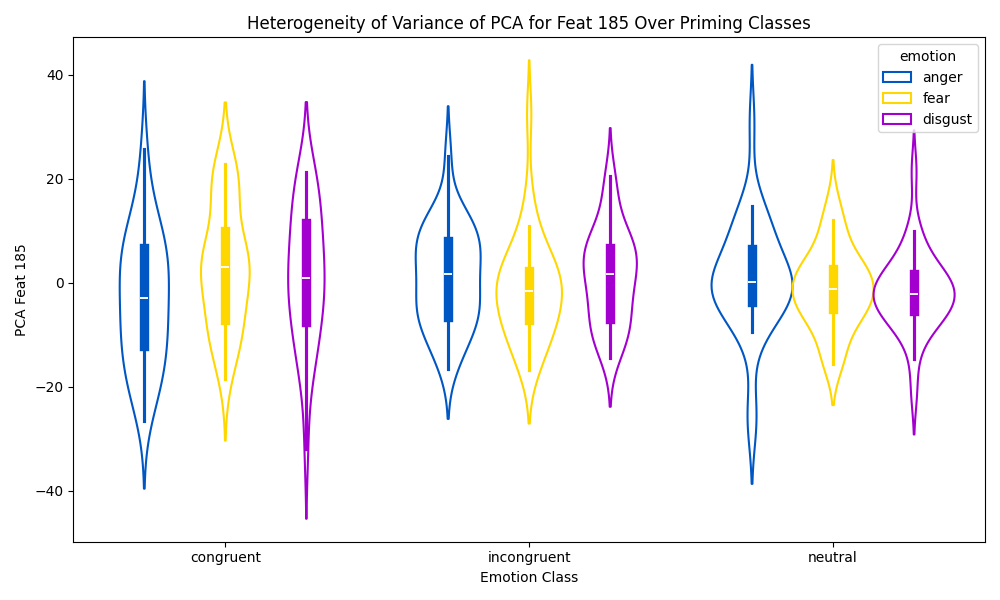 Heterogeneity of Variance of PCA for Feat 185 Over Priming Classes
emotion
anger
fear
disgust
PCA Feat 185
40
20
0
−20
−40
congruent
incongruent
neutral
Emotion Class